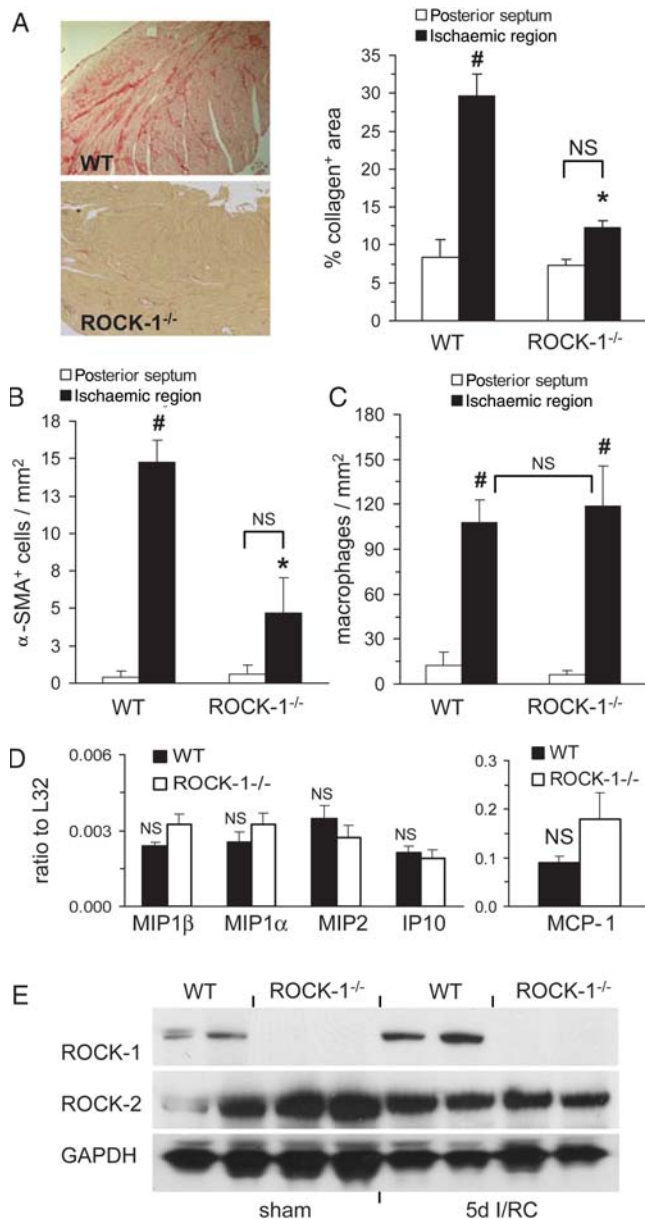 A
WT
ROCK-1-/-
Posterior septum
Ischaemic region
% collagen+ area
35
30
25
20
15
10
5
0
#
NS
*
WT
ROCK-1-/-
B
Posterior septum
Ischaemic region
α-SMA+ cells / mm2
18
15
12
8
5
3
0
#
NS
*
WT
ROCK-1-/-
C
Posterior septum
Ischaemic region
macrophages / mm2
180
150
120
90
60
30
0
#
NS
#
WT
ROCK-1-/-
D
ratio to L32
0.006
0.003
0.000
WT
ROCK-1-/-
NS
NS
NS
NS
MIP1β
MIP1α
MIP2
IP10
0.3
0.2
0.1
0.0
WT
ROCK-1-/-
NS
MCP-1
E
WT
ROCK-1-/-
WT
ROCK-1-/-
ROCK-1
ROCK-2
GAPDH
sham
5d I/RC